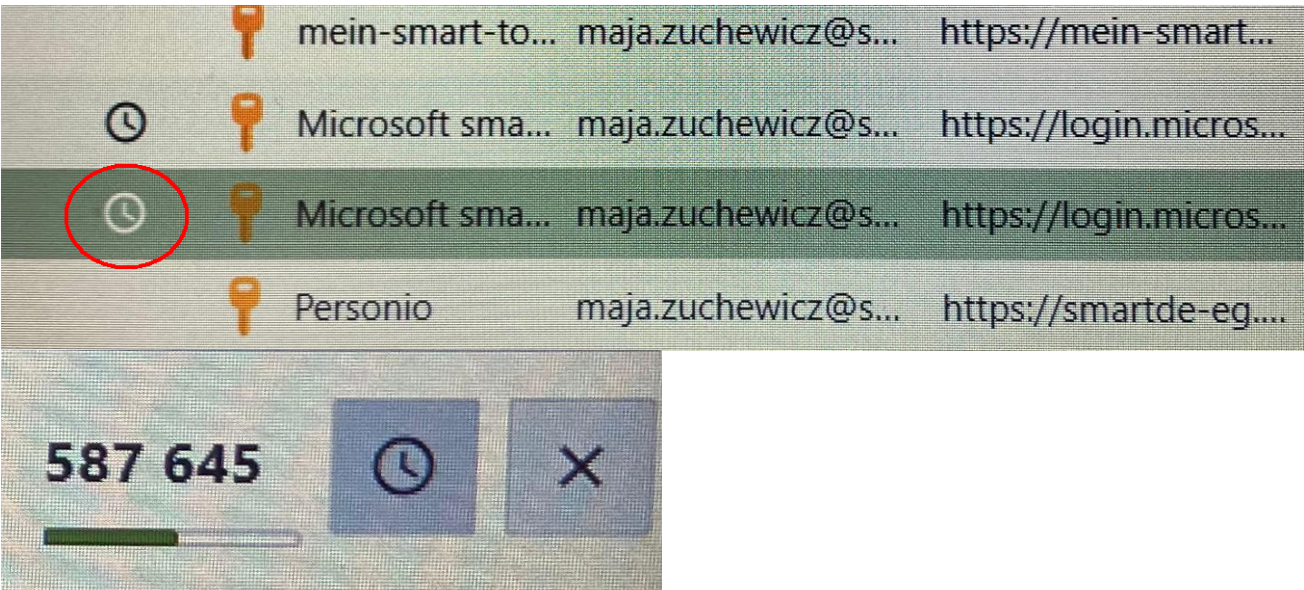 mein-smart-to... maja.zuchewicz@s... https://mein-smart...
Microsoft sma... maja.zuchewicz@s... https://login.micros...
Microsoft sma... maja.zuchewicz@s... https://login.micros...
Personio maja.zuchewicz@s... https://smartde-eg....
587 645